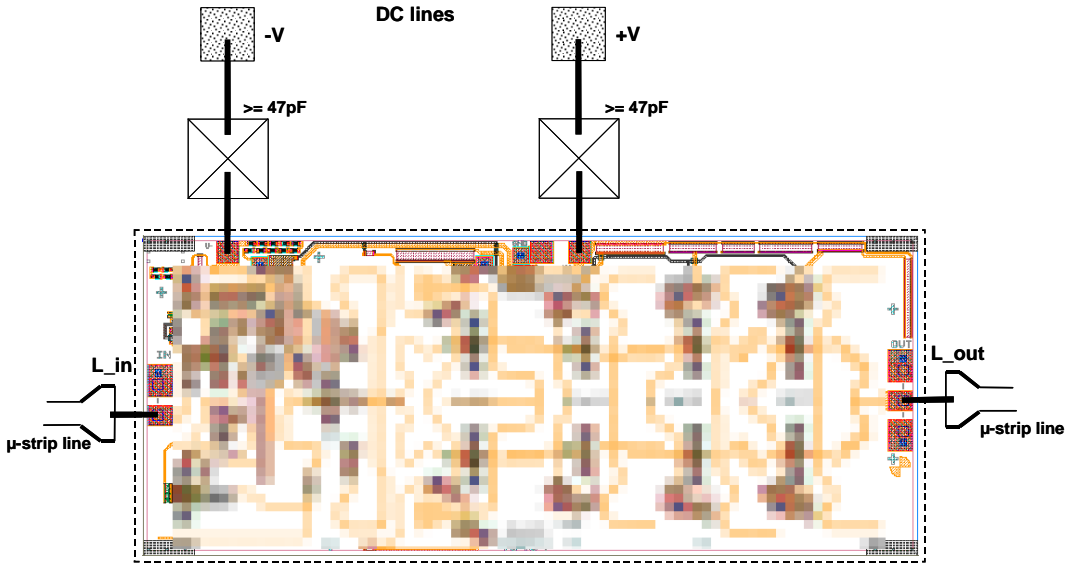 DC lines
-V
+V
>= 47pF
>= 47pF
V-
IN
OUT
L_in
L_out
µ-strip line
µ-strip line